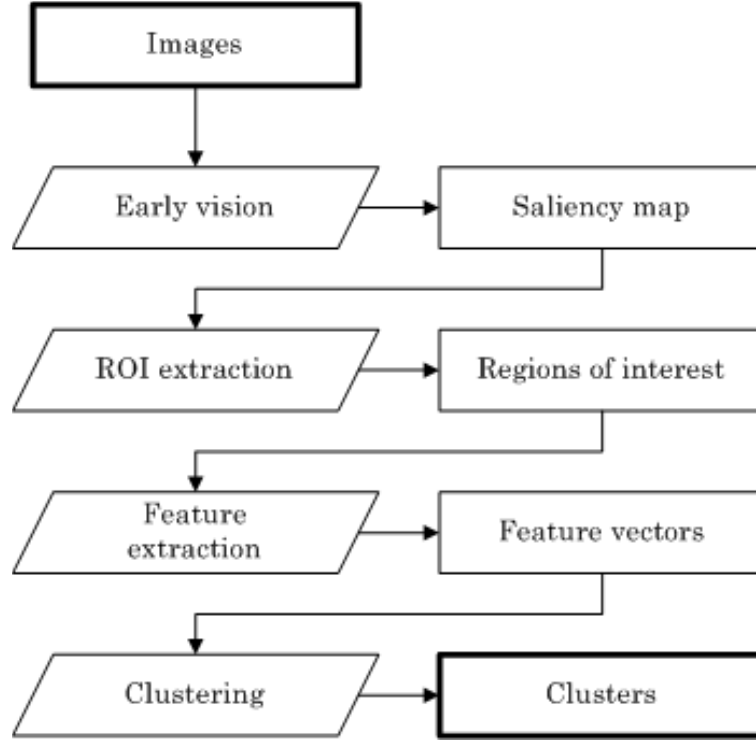 Images
Early vision
Saliency map
ROI extraction
Regions of interest
Feature
extraction
Feature vectors
Clustering
Clusters